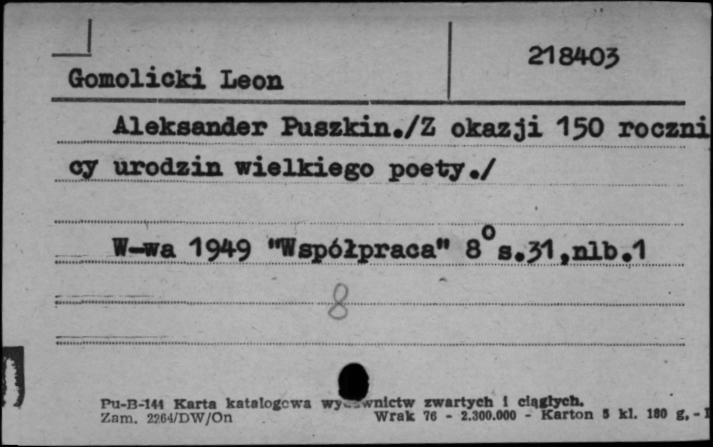 218403
Gomolicki Leon
Aleksander Puszkin./Z okazji 150 roczni
cy urodzin wielkiego poety./
W-wa 1949 "Współpraca" 8° s.31,nlb.1
8
Pu-B-144 Karta katalogowa wydawnictw zwartych i ciągłych.
Zam. 2264/DW/On Wrak 76 - 2.300.000 - Karton 5 kl. 180 g, -